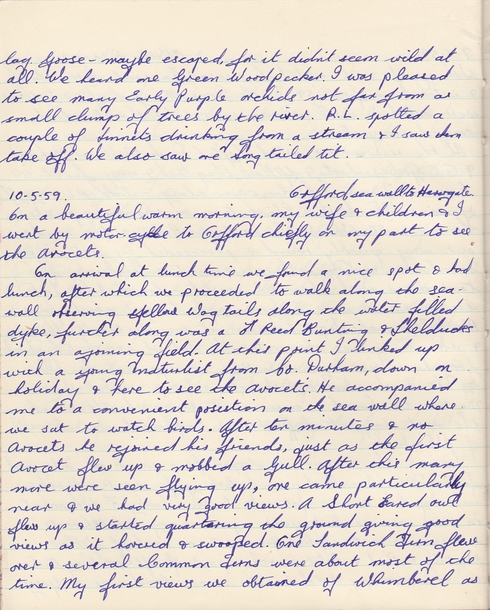 lag Goose - maybe escaped, for it didn't seem wild at
all. We heard one Green Woodpecker. I was pleased
to see many Early Purple orchids not far from a
small clump of trees by the river. R.L. spotted a
couple of Linnets drinking from a stream & I saw them
take off. We also saw one long tailed tit.
10-5-59. Orfford sea wall to Havergate
On a beautiful warm morning, my wife & children & I
went by motor-cycle to Orfford chiefly on my part to see
the Avocets.
On arrival at lunch time we found a nice spot & had
lunch, after which we proceeded to walk along the sea-
wall observing yellow Wagtails along the water filled
dyke, further along was a Reed Bunting & Shelducks
in an ajoining field. At this point I linked up
with a young naturlist from Co. Durham, down on
holiday & here to see the Avocets. He accompanied
me to a convenient position on the sea wall where
we sat to watch birds. After ten minutes & no
Avocets he rejoined his friends, just as the first
Avocet flew up & mobbed a Gull. After this many
more were seen flying up, one came particularly
near & we had very good views. A Short Eared owl
flew up & started quartering the ground giving good
views as it hovered & swooped. One Sandwich Tern flew
over & several Common Terns were about most of the
time. My first views we obtained of Whimbrel as